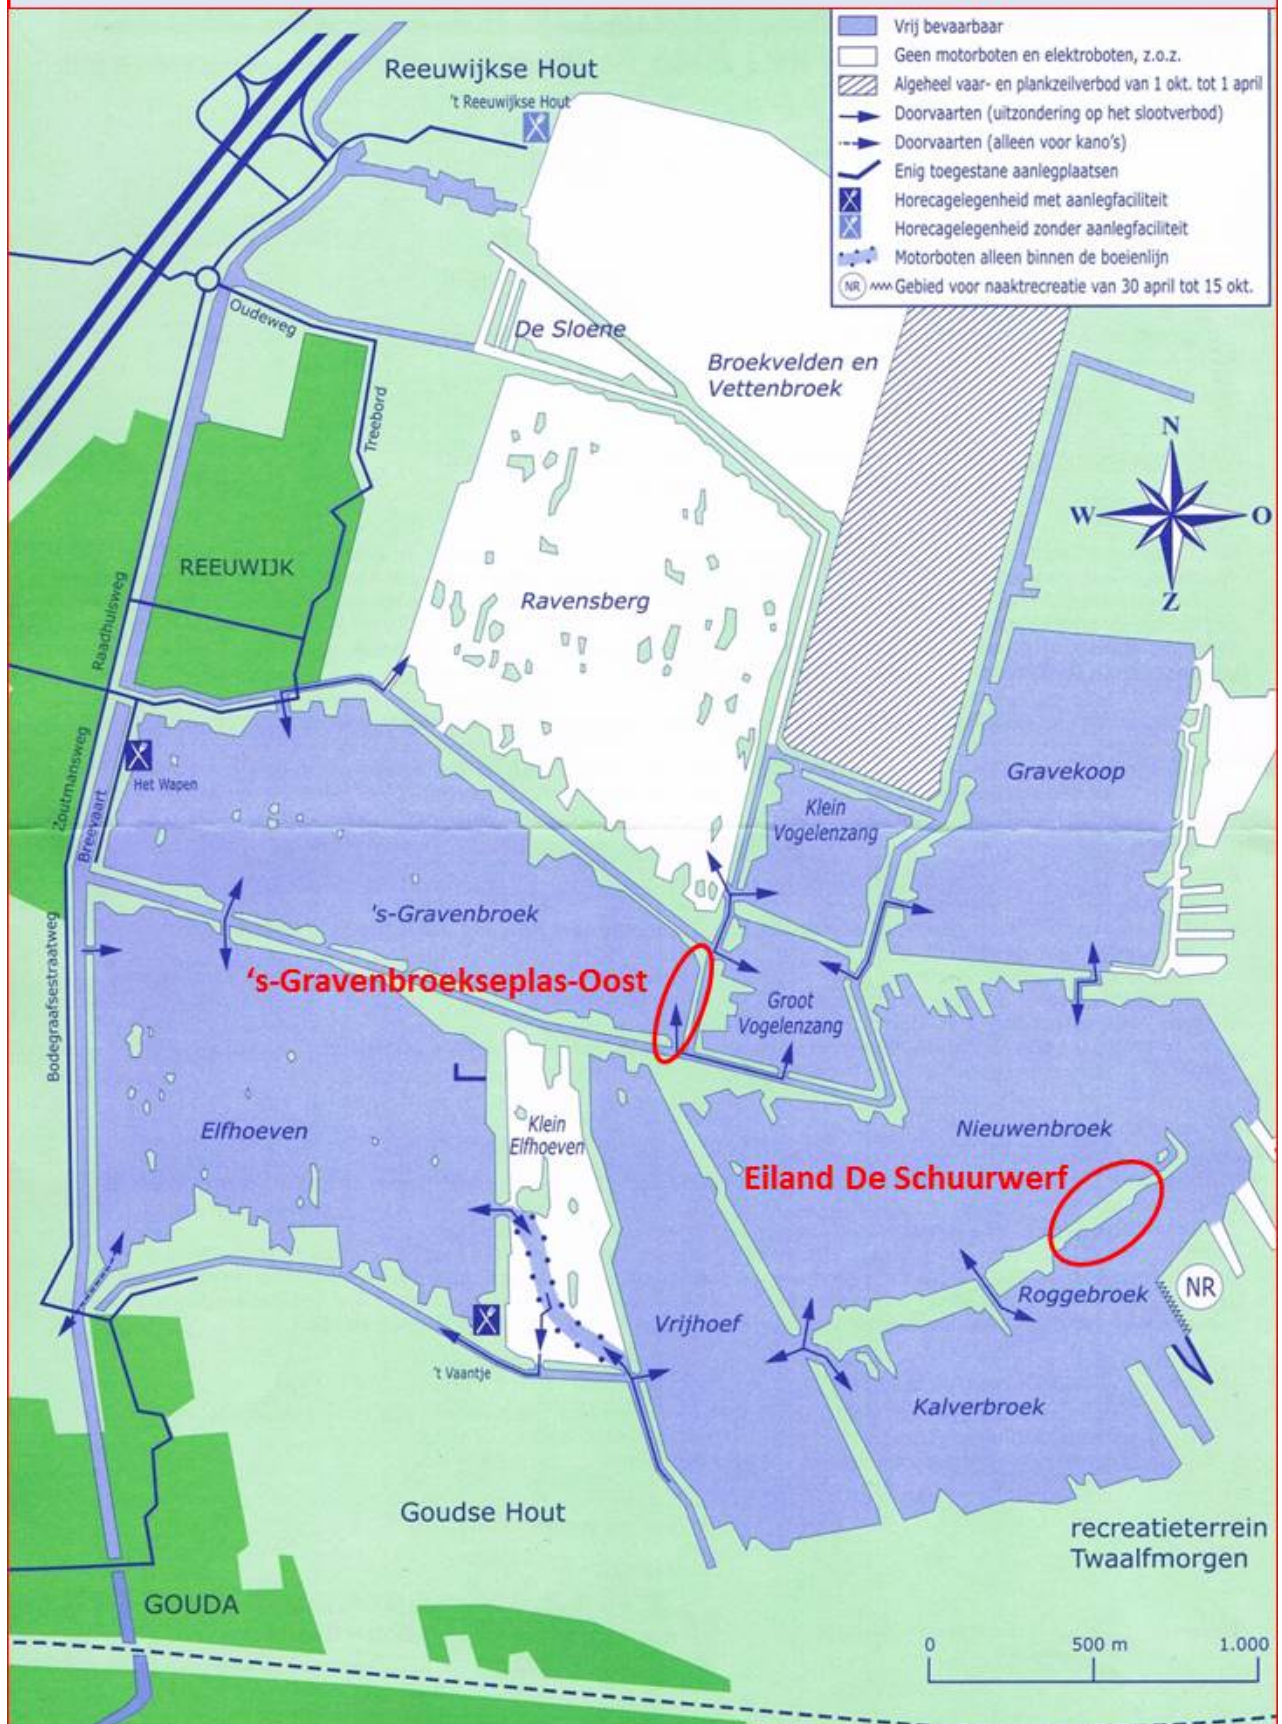 Vrij bevaarbaar
Geen motorboten en elektroboten, z.o.z.
Algeheel vaar- en plankzeilverbod van 1 okt. tot 1 april
Doorvaarten (uitzondering op het slootverbod)
Doorvaarten (alleen voor kano's)
Enig toegestane aanlegplaatsen
Horecagelegenheid met aanlegfaciliteit
Horecagelegenheid zonder aanlegfaciliteit
Motorboten alleen binnen de boeienlijn
NR Gebied voor naaktrecreatie van 30 april tot 15 okt.
Reeuwijkse Hout
't Reeuwijkse Hout
Oudeweg
De Sloene
Broekvelden en
Vettenbroek
Treebord
N
W
O
Z
REEUWIJK
Ravensberg
Raadhuisweg
Zoutmansweg
Breevaart
Het Wapen
Gravekoop
Klein
Vogelenzang
's-Gravenbroek
Bodegraafsestraatweg
‘s-Gravenbroekseplas-Oost
Groot
Vogelenzang
Elfhoeven
Klein
Elfhoeven
Nieuwenbroek
Eiland De Schuurwerf
Roggebroek
NR
Vrijhoef
't Vaantje
Kalverbroek
Goudse Hout
recreatieterrein
Twaalfmorgen
GOUDA
0
500 m
1.000